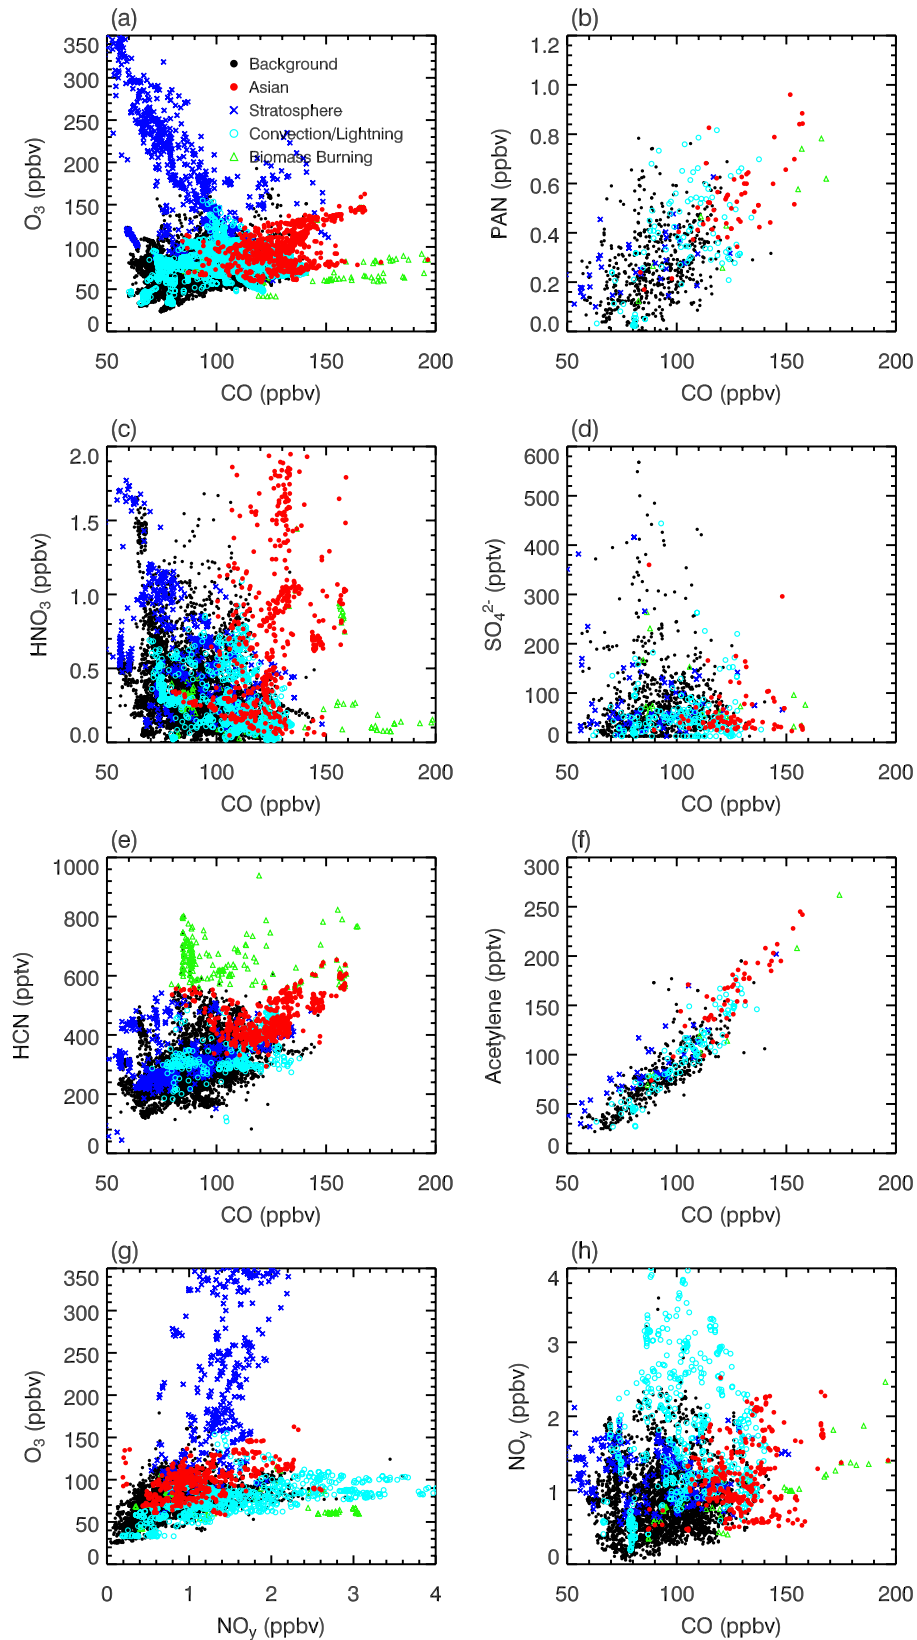 (a)
350
300
250
200
150
100
50
0
O3 (ppbv)
Background
Asian
Stratosphere
Convection/Lightning
Biomass Burning
50 100 150 200
CO (ppbv)
(b)
1.2
1.0
0.8
0.6
0.4
0.2
0.0
PAN (ppbv)
50 100 150 200
CO (ppbv)
(c)
2.0
1.5
1.0
0.5
0.0
HNO3 (ppbv)
50 100 150 200
CO (ppbv)
(d)
600
500
400
300
200
100
0
SO4 2- (pptv)
50 100 150 200
CO (ppbv)
(e)
1000
800
600
400
200
0
HCN (pptv)
50 100 150 200
CO (ppbv)
(f)
300
250
200
150
100
50
0
Acetylene (pptv)
50 100 150 200
CO (ppbv)
(g)
350
300
250
200
150
100
50
0
O3 (ppbv)
0 1 2 3 4
NOy (ppbv)
(h)
4
3
2
1
0
NOy (ppbv)
50 100 150 200
CO (ppbv)